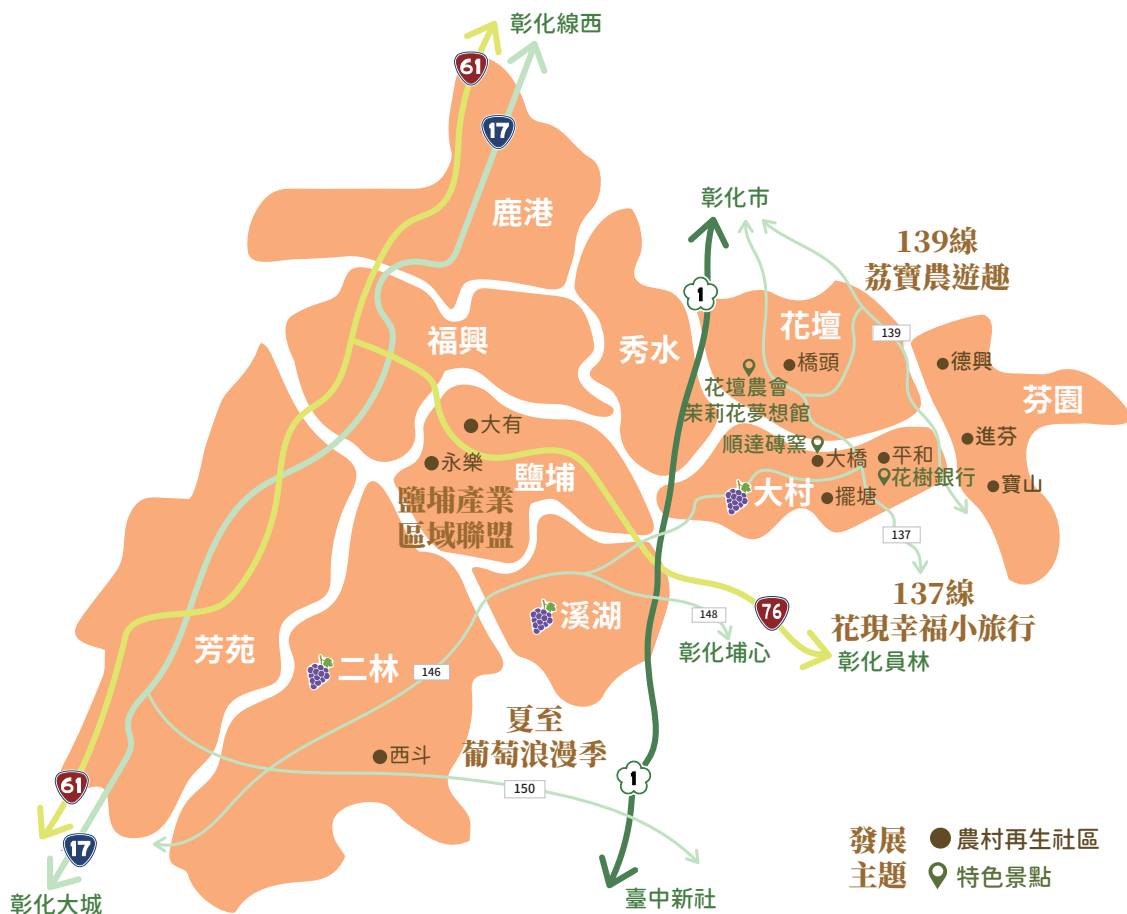 彰化線西
61
17
鹿港
彰化市
139線
荔寶農遊趣
1
福興
秀水
花壇
139
橋頭
德興
芬園
花壇農會
茉莉花夢想館
大有
永樂
鹽埔
順達磚窯
大橋
平和
進芬
花樹銀行
寶山
大村
擺塘
鹽埔產業
區域聯盟
137
137線
花現幸福小旅行
溪湖
148
76
彰化埔心
彰化員林
芳苑
二林
146
夏至
葡萄浪漫季
西斗
150
1
61
17
彰化大城
臺中新社
發展
主題
農村再生社區
特色景點